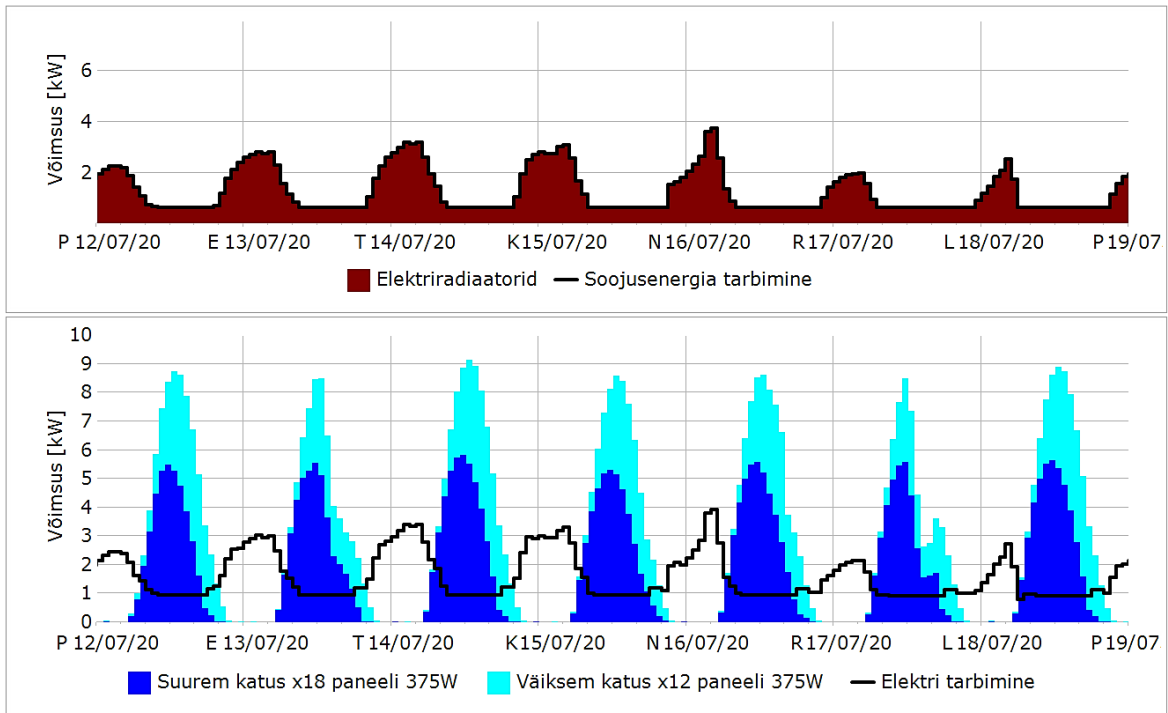 Võimsus [kW]
6
4
2
P 12/07/20 E 13/07/20 T 14/07/20 K15/07/20 N 16/07/20 R17/07/20 L18/07/20 P19/07
Elektriradiaatorid Soojusenergia tarbimine
Võimsus [kW]
10
9
8
7
6
5
4
3
2
1
0
P 12/07/20 E 13/07/20 T 14/07/20 K15/07/20 N 16/07/20 R17/07/20 L18/07/20 P19/07
Suurem katus x18 paneeli 375W Väiksem katus x12 paneeli 375W Elektri tarbimine